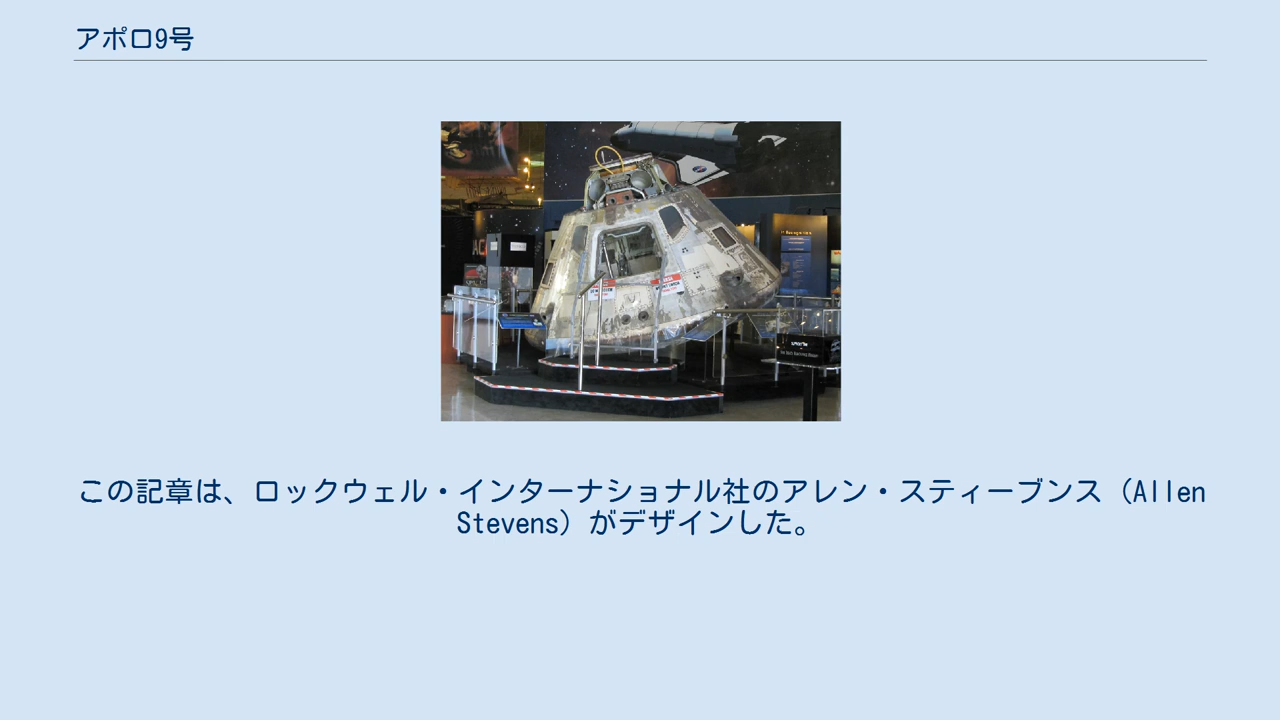 アポロ9号
この記章は、ロックウェル・インターナショナル社のアレン・スティーブンス（Allen
Stevens）がデザインした。